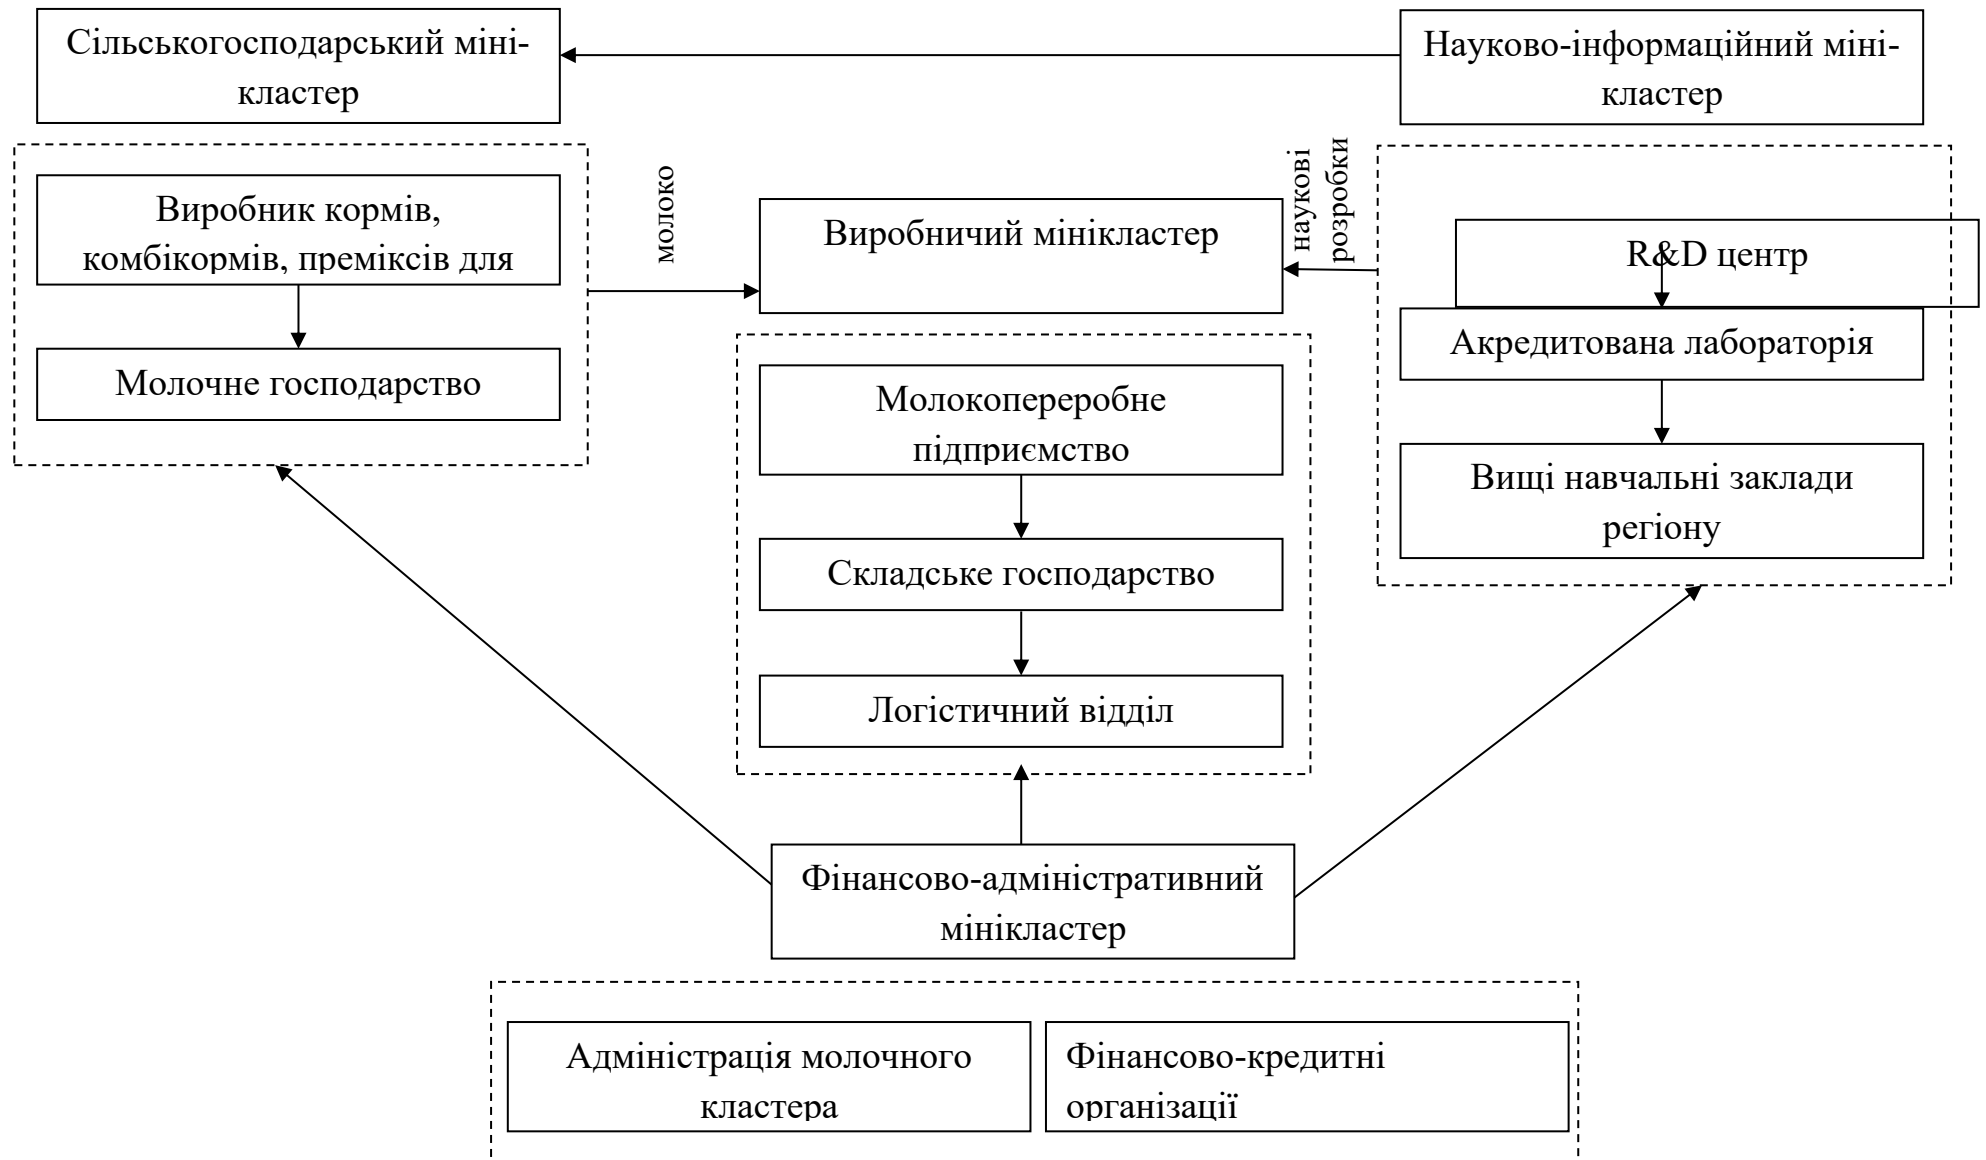 Сільськогосподарський міні-
кластер
Науково-інформаційний міні-
кластер
Виробник кормів,
комбікормів, преміксів для
Молочне господарство
молоко
Виробничий мінікластер
наукові
розробки
R&D центр
Акредитована лабораторія
Вищі навчальні заклади
регіону
Молокопереробне
підприємство
Складське господарство
Логістичний відділ
Фінансово-адміністративний
мінікластер
Адміністрація молочного
кластера
Фінансово-кредитні
організації